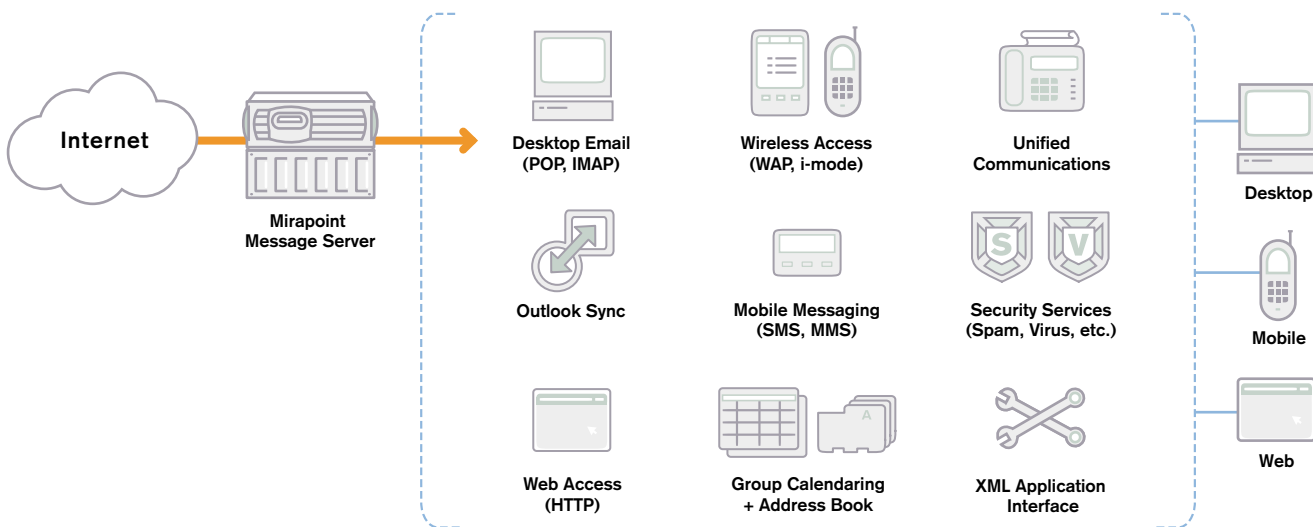 Internet
Mirapoint
Message Server
Desktop Email
(POP, IMAP)
Wireless Access
(WAP, i-mode)
Unified
Communications
Outlook Sync
Mobile Messaging
(SMS, MMS)
S
V
Security Services
(Spam, Virus, etc.)
Web Access
(HTTP)
A
Group Calendaring
+ Address Book
XML Application
Interface
Desktop
Mobile
Web